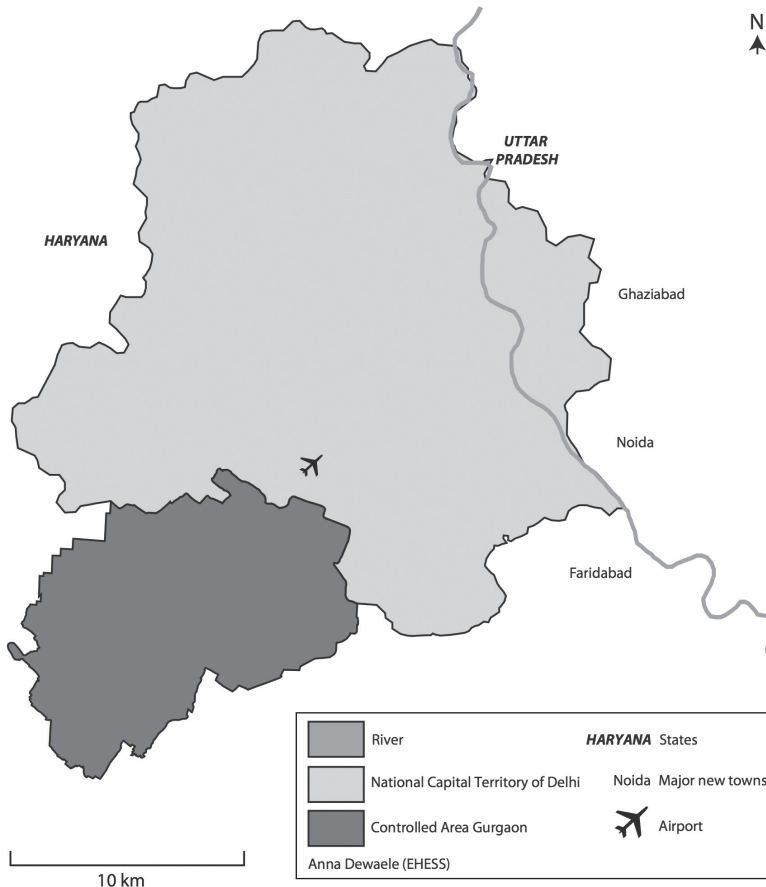 N
UTTAR
PRADESH
HARYANA
Ghaziabad
Noida
Faridabad
River
HARYANA States
National Capital Territory of Delhi
Noida Major new towns
Controlled Area Gurgaon
Airport
Anna Dewaele (EHESS)
10 km